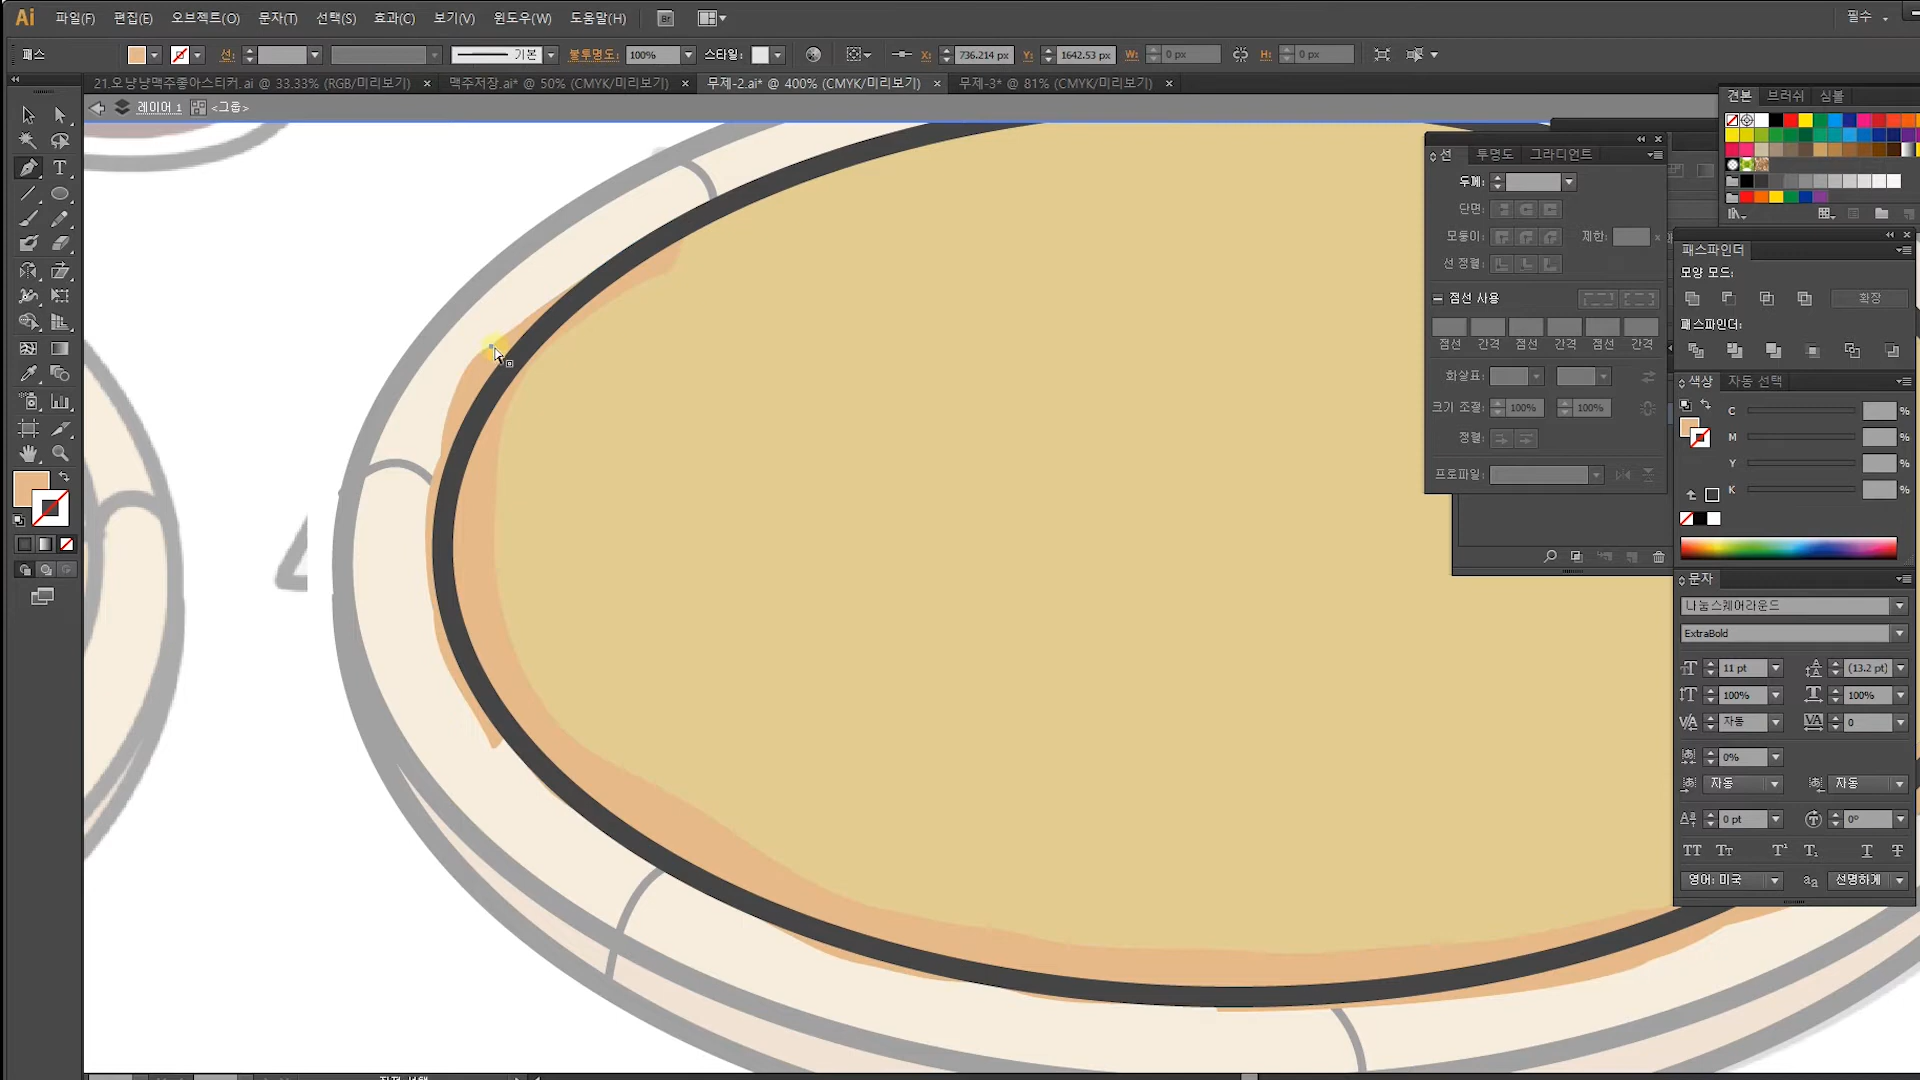 Ai 파일(F) 편집(E) 오브젝트(O) 문자(T) 선택(S) 효과(C) 보기(V) 윈도우(W) 도움말(H) Br 필수
패스 선: 기본 불투명도: 100% 스타일: X: 736.214 px Y: 1642.53 px W: 0 px H: 0 px
21.오냥냥맥주좋아스티커.ai @ 33.33% (RGB/미리보기) × 맥주저장.ai* @ 50% (CMYK/미리보기) × 무제-2.ai* @ 400% (CMYK/미리보기) × 무제-3* @ 81% (CMYK/미리보기) ×
레이어 1 <그룹>
견본 브러쉬 심볼
선 투명도 그라디언트
두께:
단면:
모퉁이: 제한: x
선 정렬:
점선 사용
점선 간격 점선 간격 점선 간격
화살표:
크기 조절: 100% 100%
정렬:
프로파일:
패스파인더
모양 모드:
확장
패스파인더:
색상 자동 선택
C %
M %
Y %
K %
문자
나눔스퀘어라운드
ExtraBold
11 pt (13.2 pt)
100% 100%
자동 0
0%
자동 자동
0 pt 0°
TT Tt T¹ T₁ T T
영어: 미국 aa 선명하게